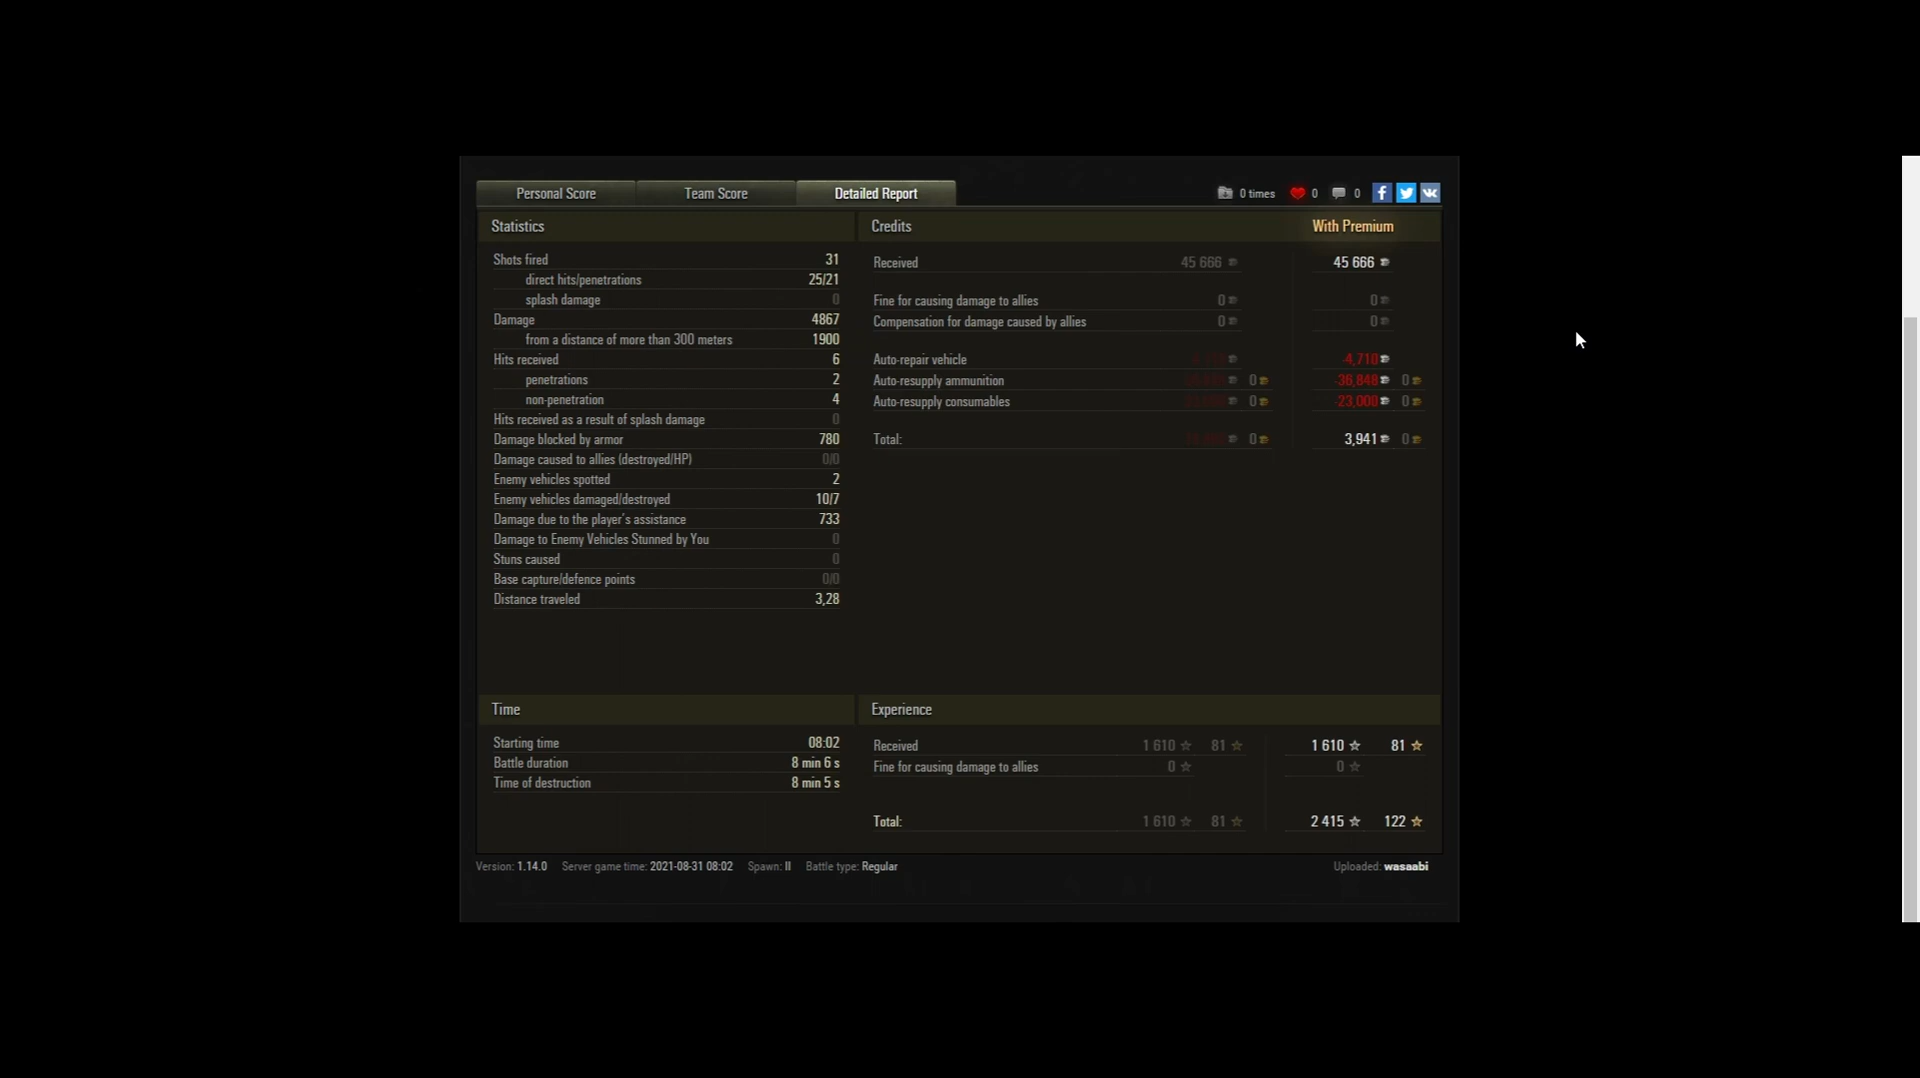 Personal Score Team Score Detailed Report 0 times 0 0
Statistics
Shots fired 31
direct hits/penetrations 25/21
splash damage 0
Damage 4867
from a distance of more than 300 meters 1900
Hits received 6
penetrations 2
non-penetration 4
Hits received as a result of splash damage 0
Damage blocked by armor 780
Damage caused to allies (destroyed/HP) 0/0
Enemy vehicles spotted 2
Enemy vehicles damaged/destroyed 10/7
Damage due to the player's assistance 733
Damage to Enemy Vehicles Stunned by You 0
Stuns caused 0
Base capture/defence points 0/0
Distance traveled 3,28
Credits With Premium
Received 45 666 45 666
Fine for causing damage to allies 0 0
Compensation for damage caused by allies 0 0
Auto-repair vehicle -4,710
Auto-resupply ammunition 0 -36,848 0
Auto-resupply consumables 0 -23,000 0
Total: 0 3,941 0
Time
Starting time 08:02
Battle duration 8 min 6 s
Time of destruction 8 min 5 s
Experience
Received 1 610 81 1 610 81
Fine for causing damage to allies 0 0
Total: 1 610 81 2 415 122
Version: 1.14.0 Server game time: 2021-08-31 08:02 Spawn: II Battle type: Regular Uploaded: wasaabi